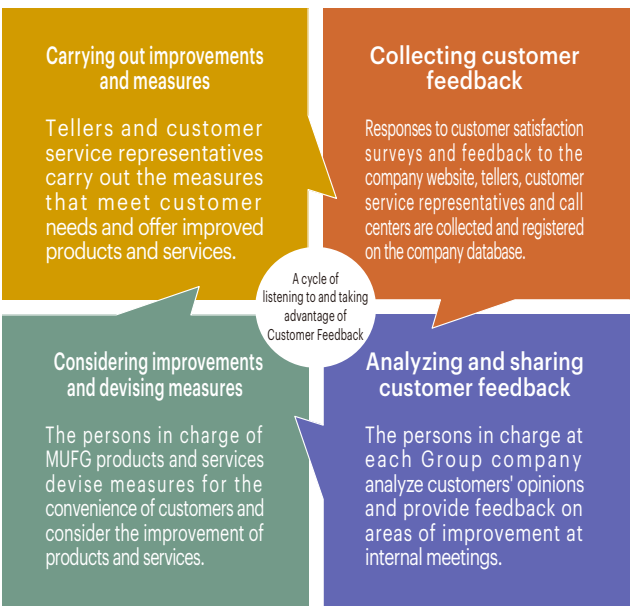 Carrying out improvements
and measures
Tellers and customer
service representatives
carry out the measures
that meet customer
needs and offer improved
products and services.
Collecting customer
feedback
Responses to customer satisfaction
surveys and feedback to the
company website, tellers, customer
service representatives and call
centers are collected and registered
on the company database.
A cycle of
listening to and taking
advantage of
Customer Feedback
Considering improvements
and devising measures
The persons in charge of
MUFG products and services
devise measures for the
convenience of customers and
consider the improvement of
products and services.
Analyzing and sharing
customer feedback
The persons in charge at
each Group company
analyze customers' opinions
and provide feedback on
areas of improvement at
internal meetings.